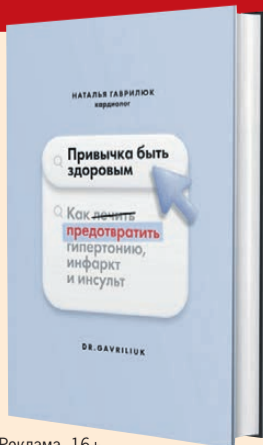 НАТАЛЬЯ ГАВРИЛЮК
кардиолог
Привычка быть
здоровым
Как лечить
предотвратить
гипертонию,
инфаркт
и инсульт
DR.GAVRILIUK
Реклама. 16+